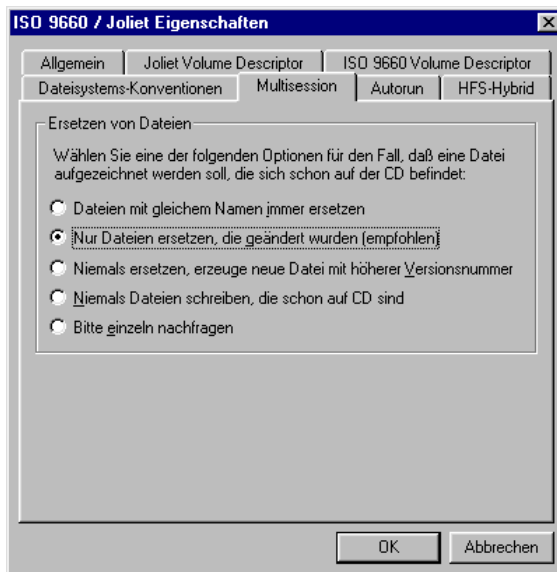 ISO 9660 / Joliet Eigenschaften
Allgemein
Joliet Volume Descriptor
ISO 9660 Volume Descriptor
Dateisystems-Konventionen
Multisession
Autorun
HFS-Hybrid
Ersetzen von Dateien
Wählen Sie eine der folgenden Optionen für den Fall, daß eine Datei
aufgezeichnet werden soll, die sich schon auf der CD befindet:
Dateien mit gleichem Namen immer ersetzen
Nur Dateien ersetzen, die geändert wurden (empfohlen)
Niemals ersetzen, erzeuge neue Datei mit höherer Versionsnummer
Niemals Dateien schreiben, die schon auf CD sind
Bitte einzeln nachfragen
OK
Abbrechen